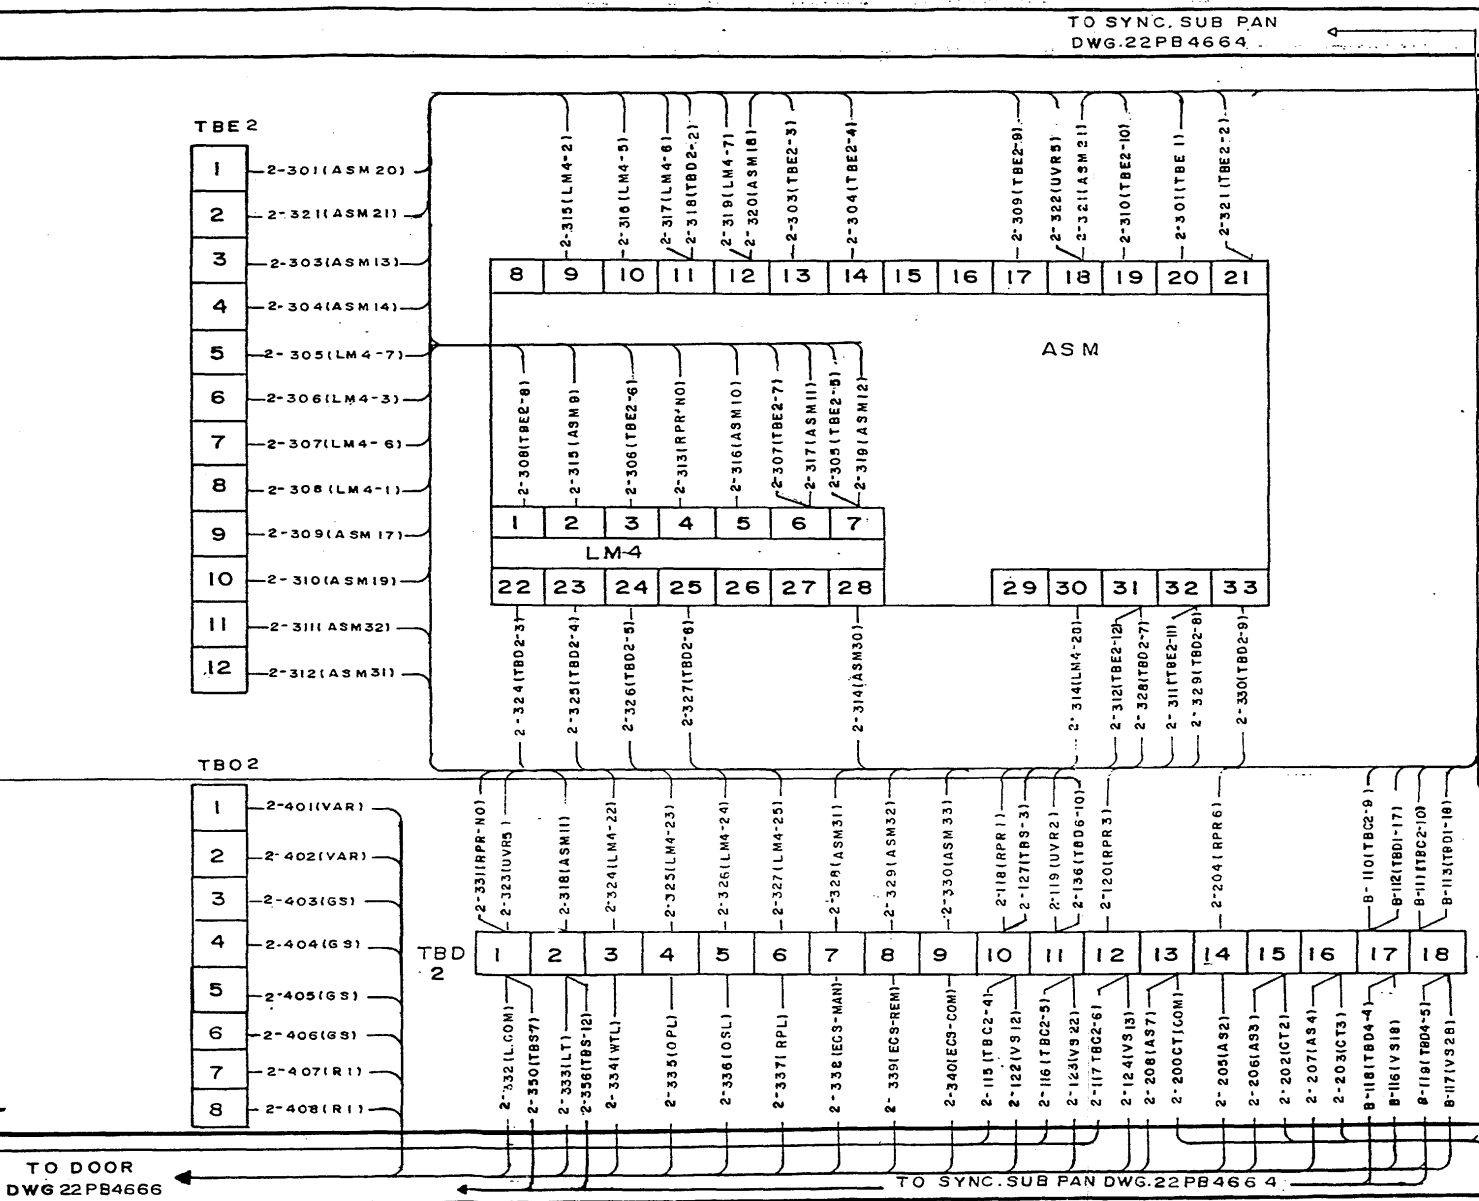 TO SYNC. SUB PAN
DWG. 22PB4664
TBE 2
1 2-301(ASM 20)
2 2-321(ASM 21)
3 2-303(ASM 13)
4 2-304(ASM 14)
5 2-305(LM4-7)
6 2-306(LM4-3)
7 2-307(LM4-6)
8 2-308(LM4-1)
9 2-309(ASM 17)
10 2-310(ASM19)
11 2-311(ASM32)
12 2-312(ASM31)
2-315(LM4-2)
2-316(LM4-5)
2-317(LM4-6)
2-318(TBD2-2)
2-319(LM4-7)
2-320(ASM18)
2-303(TBE2-3)
2-304(TBE2-4)
2-309(TBE2-9)
2-322(UVR5)
2-321(ASM21)
2-310(TBE2-10)
2-301(TBE 1)
2-321(TBE2-2)
8 9 10 11 12 13 14 15 16 17 18 19 20 21
ASM
2-308(TBE2-8)
2-315(ASM9)
2-306(TBE2-6)
2-313(RPR-NO)
2-316(ASM10)
2-307(TBE2-7)
2-317(ASM11)
2-305(TBE2-5)
2-319(ASM12)
1 2 3 4 5 6 7
LM-4
22 23 24 25 26 27 28 29 30 31 32 33
2-324(TBD2-3)
2-325(TBD2-4)
2-326(TBD2-5)
2-327(TBD2-6)
2-314(ASM30)
2-314(LM4-28)
2-312(TBE2-12)
2-328(TBD2-7)
2-311(TBE2-11)
2-329(TBD2-8)
2-330(TBD2-9)
TBO2
1 2-401(VAR)
2 2-402(VAR)
3 2-403(GS)
4 2-404(GS)
5 2-405(GS)
6 2-406(GS)
7 2-407(R1)
8 2-408(R1)
2-331(RPR-NO)
2-323(UVR5)
2-318(ASM11)
2-324(LM4-22)
2-325(LM4-23)
2-326(LM4-24)
2-327(LM4-25)
2-328(ASM31)
2-329(ASM32)
2-330(ASM 33)
2-118(RPR1)
2-127(TBS-3)
2-119(UVR2)
2-136(TBD6-10)
2-120(RPR3)
2-204(RPR6)
B-110(TBC2-9)
B-112(TBD1-17)
B-111(TBC2-10)
B-113(TBD1-18)
TBD
2
1 2 3 4 5 6 7 8 9 10 11 12 13 14 15 16 17 18
2-332(L.COM)
2-350(TBS-7)
2-333(LT)
2-356(TBS-12)
2-334(WTL)
2-335(OPL)
2-336(OSL)
2-337(RPL)
2-338(ECS-MAN)
2-339(ECS-REM)
2-340(ECS-COM)
2-115(TBC2-4)
2-122(VS12)
2-116(TBC2-5)
2-123(VS22)
2-117(TBC2-6)
2-124(VS13)
2-208(AS7)
2-200CT(COM)
2-205(AS2)
2-206(AS3)
2-202(CT2)
2-207(AS4)
2-203(CT3)
B-118(TBD4-4)
B-116(VS18)
B-119(TBD4-5)
B-117(VS28)
TO DOOR
DWG 22PB4666
TO SYNC. SUB PAN DWG. 22PB4664